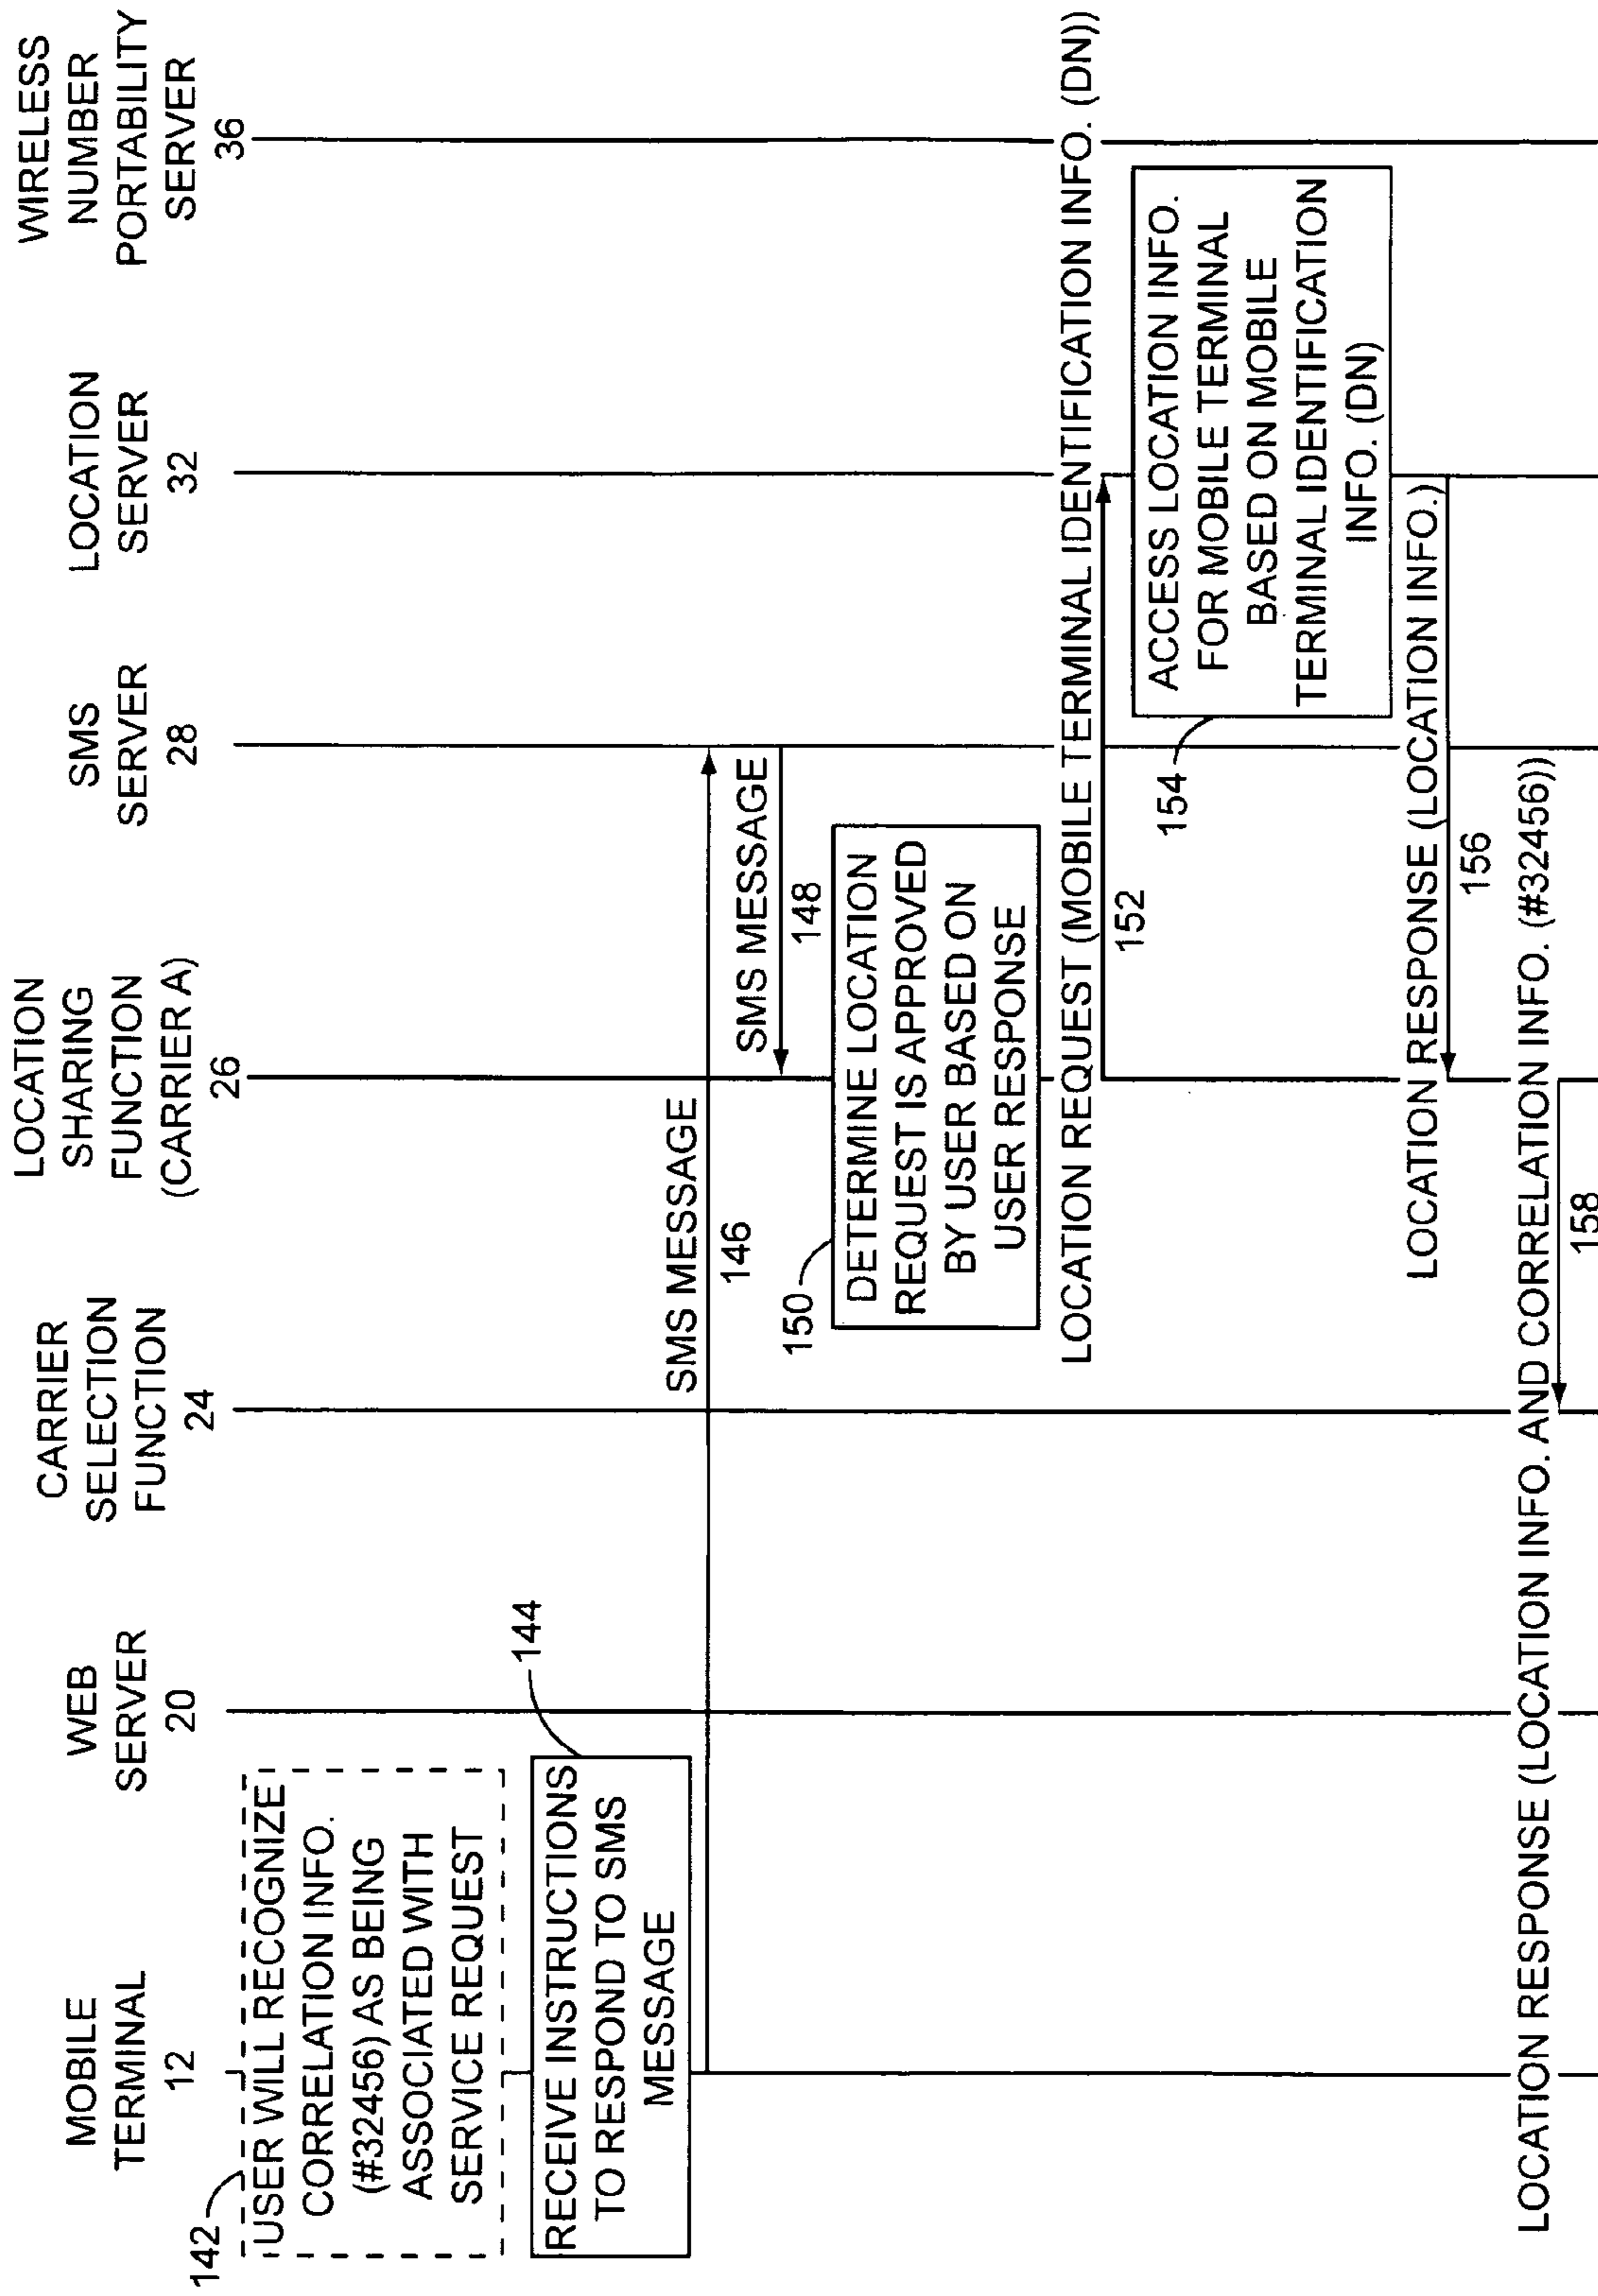 MOBILE
TERMINAL
12
WEB
SERVER
20
CARRIER
SELECTION
FUNCTION
24
LOCATION
SHARING
FUNCTION
(CARRIER A)
26
SMS
SERVER
28
LOCATION
SERVER
32
WIRELESS
NUMBER
PORTABILITY
SERVER
36
142
USER WILL RECOGNIZE
CORRELATION INFO.
(#32456) AS BEING
ASSOCIATED WITH
SERVICE REQUEST
144
RECEIVE INSTRUCTIONS
TO RESPOND TO SMS
MESSAGE
SMS MESSAGE
146
SMS MESSAGE
148
150
DETERMINE LOCATION
REQUEST IS APPROVED
BY USER BASED ON
USER RESPONSE
LOCATION REQUEST (MOBILE TERMINAL IDENTIFICATION INFO. (DN))
152
154
ACCESS LOCATION INFO.
FOR MOBILE TERMINAL
BASED ON MOBILE
TERMINAL IDENTIFICATION
INFO. (DN)
LOCATION RESPONSE (LOCATION INFO.)
156
LOCATION RESPONSE (LOCATION INFO. AND CORRELATION INFO. (#32456))
158